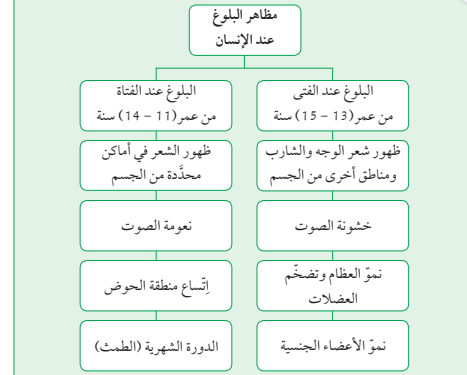 مظاهر البلوغ
عند الإنسان
البلوغ عند الفتى
من عمر (13 – 15) سنة
ظهور شعر الوجه والشارب
ومناطق أخرى من الجسم
خشونة الصوت
نموّ العظام وتضخّم
العضلات
نموّ الأعضاء الجنسية
البلوغ عند الفتاة
من عمر (11 – 14) سنة
ظهور الشعر في أماكن
محدَّدة من الجسم
نعومة الصوت
اِتّساع منطقة الحوض
الدورة الشهرية (الطمث)